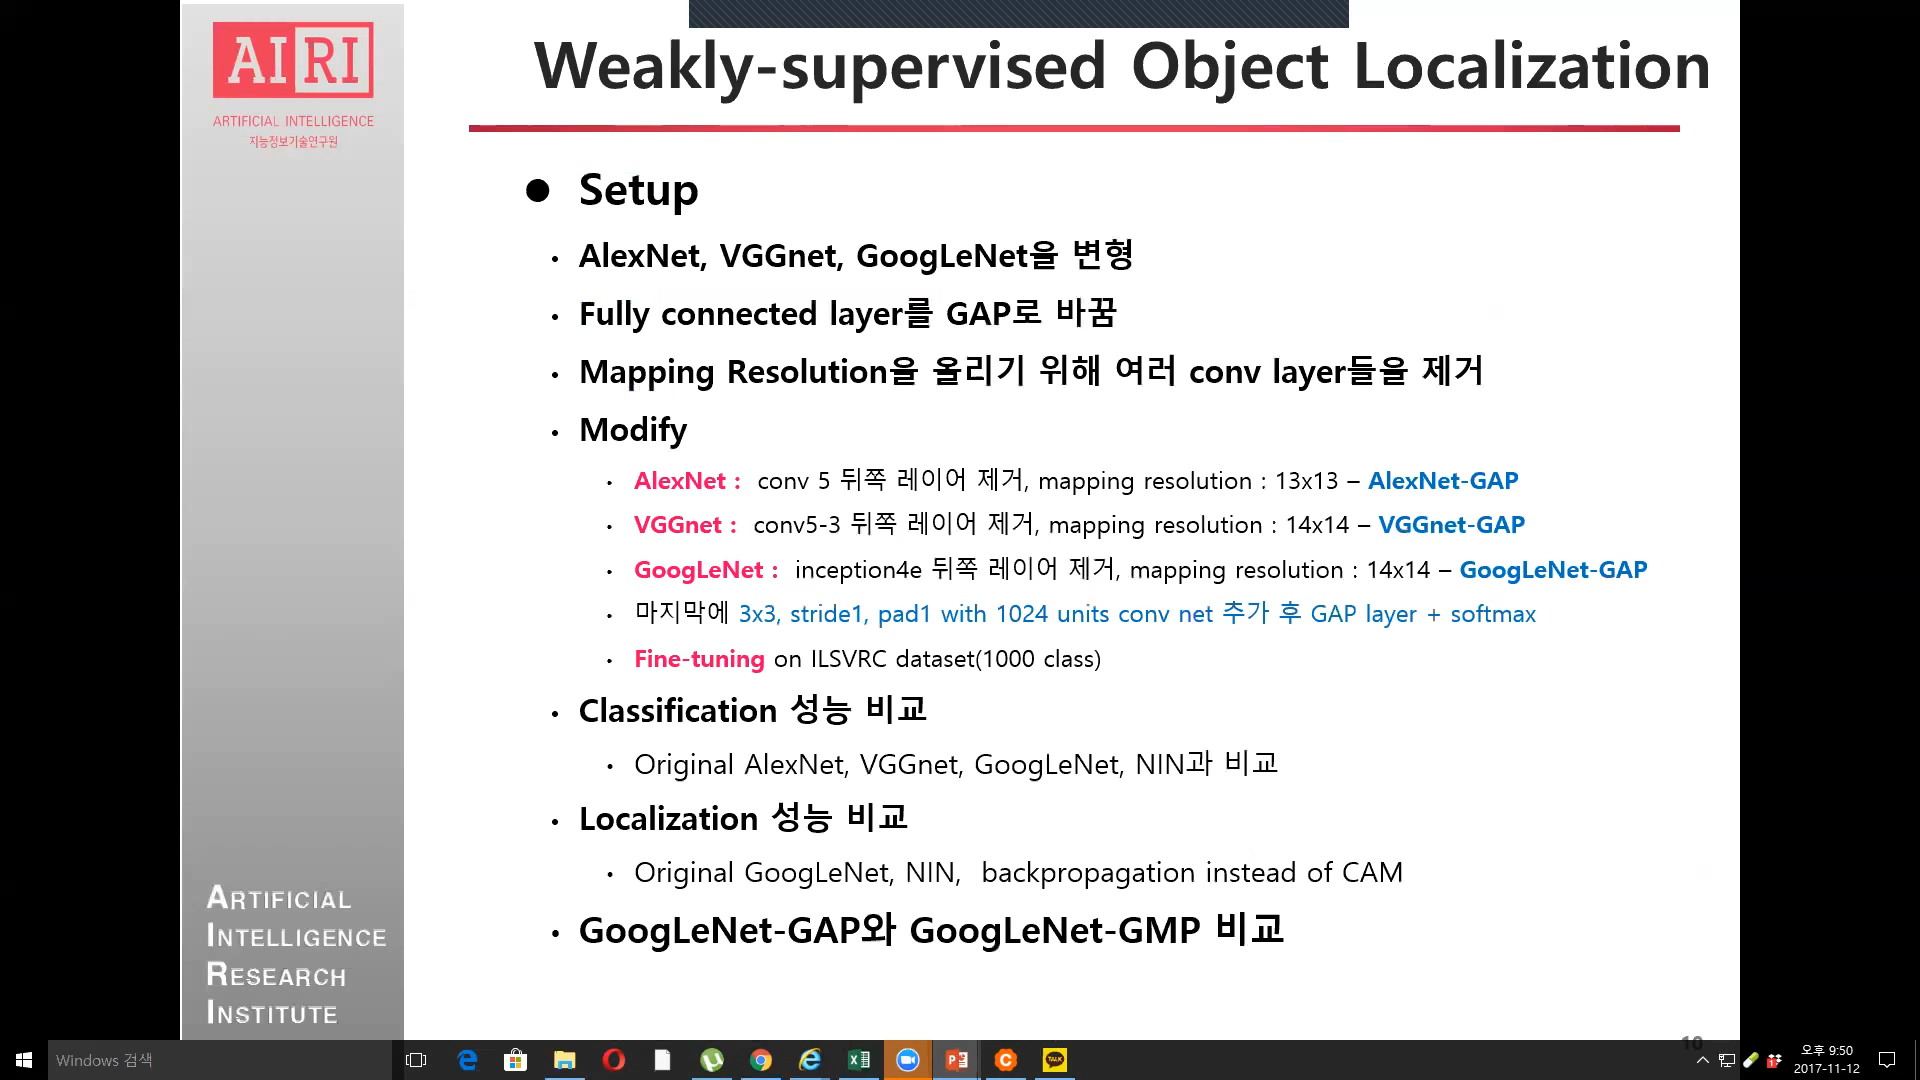 AIRI
ARTIFICIAL INTELLIGENCE
지능정보기술연구원
Weakly-supervised Object Localization
● Setup
• AlexNet, VGGnet, GoogLeNet을 변형
• Fully connected layer를 GAP로 바꿈
• Mapping Resolution을 올리기 위해 여러 conv layer들을 제거
• Modify
• AlexNet : conv 5 뒤쪽 레이어 제거, mapping resolution : 13x13 – AlexNet-GAP
• VGGnet : conv5-3 뒤쪽 레이어 제거, mapping resolution : 14x14 – VGGnet-GAP
• GoogLeNet : inception4e 뒤쪽 레이어 제거, mapping resolution : 14x14 – GoogLeNet-GAP
• 마지막에 3x3, stride1, pad1 with 1024 units conv net 추가 후 GAP layer + softmax
• Fine-tuning on ILSVRC dataset(1000 class)
• Classification 성능 비교
• Original AlexNet, VGGnet, GoogLeNet, NIN과 비교
• Localization 성능 비교
• Original GoogLeNet, NIN, backpropagation instead of CAM
• GoogLeNet-GAP와 GoogLeNet-GMP 비교
ARTIFICIAL
INTELLIGENCE
RESEARCH
INSTITUTE
10
Windows 검색
TALK
오후 9:50
2017-11-12